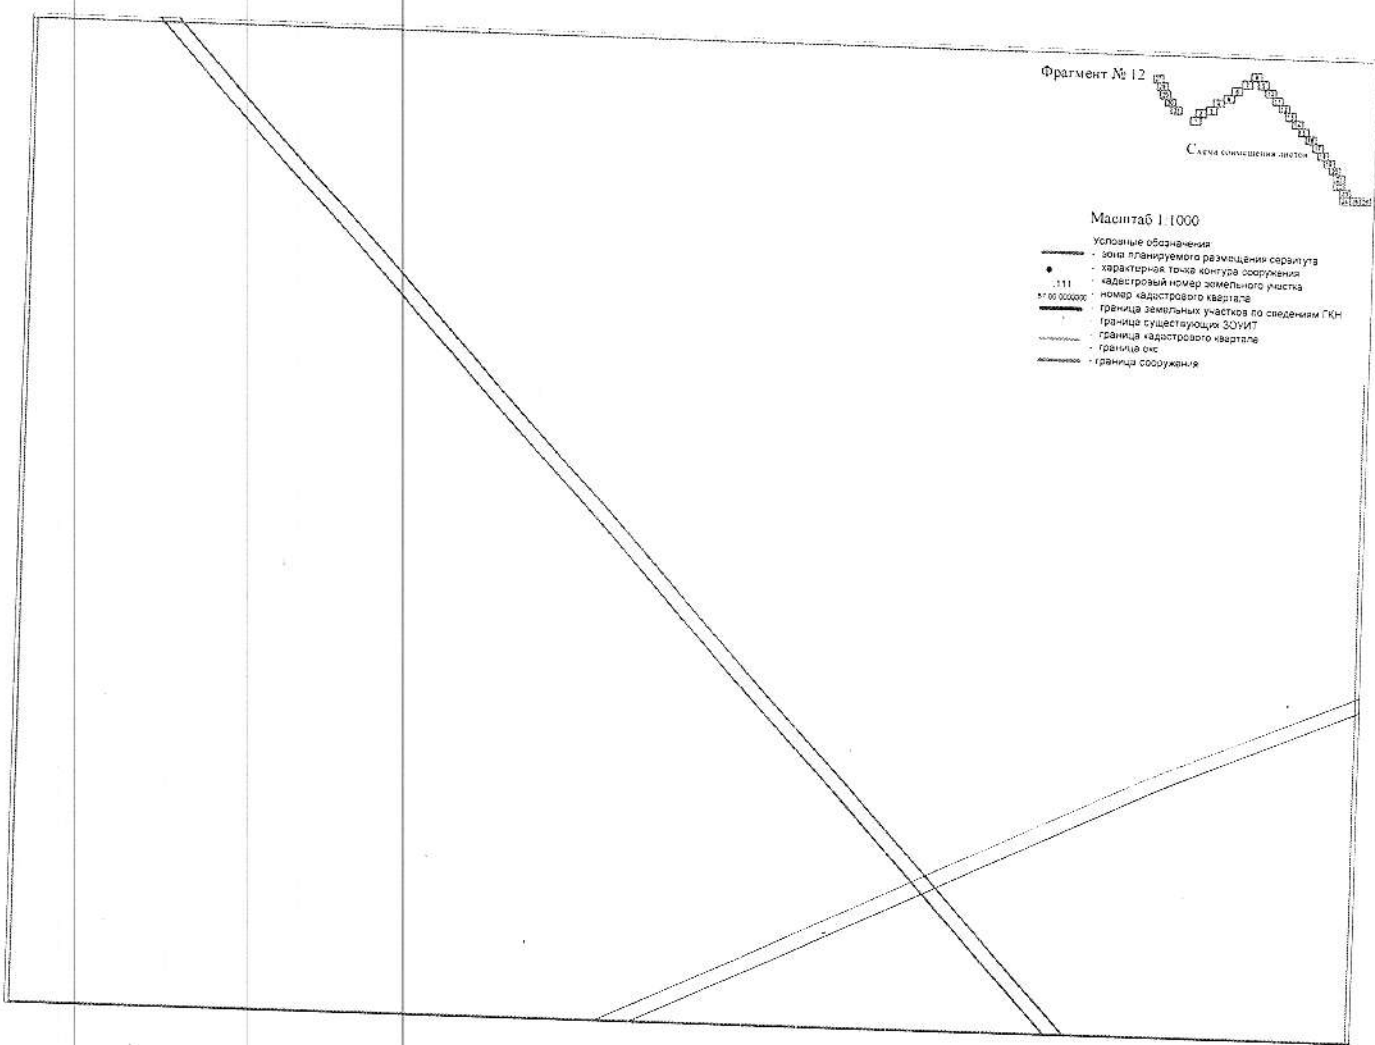 Фрагмент № 12
Схема совмещения листов
Масштаб 1:1000
Условные обозначения
- зона планируемого размещения сервитута
- характерная точка контура сооружения
:111 - кадастровый номер земельного участка
- номер кадастрового квартала
- граница земельных участков по сведениям ГКН
- граница существующих ЗОУИТ
- граница кадастрового квартала
- граница окс
- граница сооружения